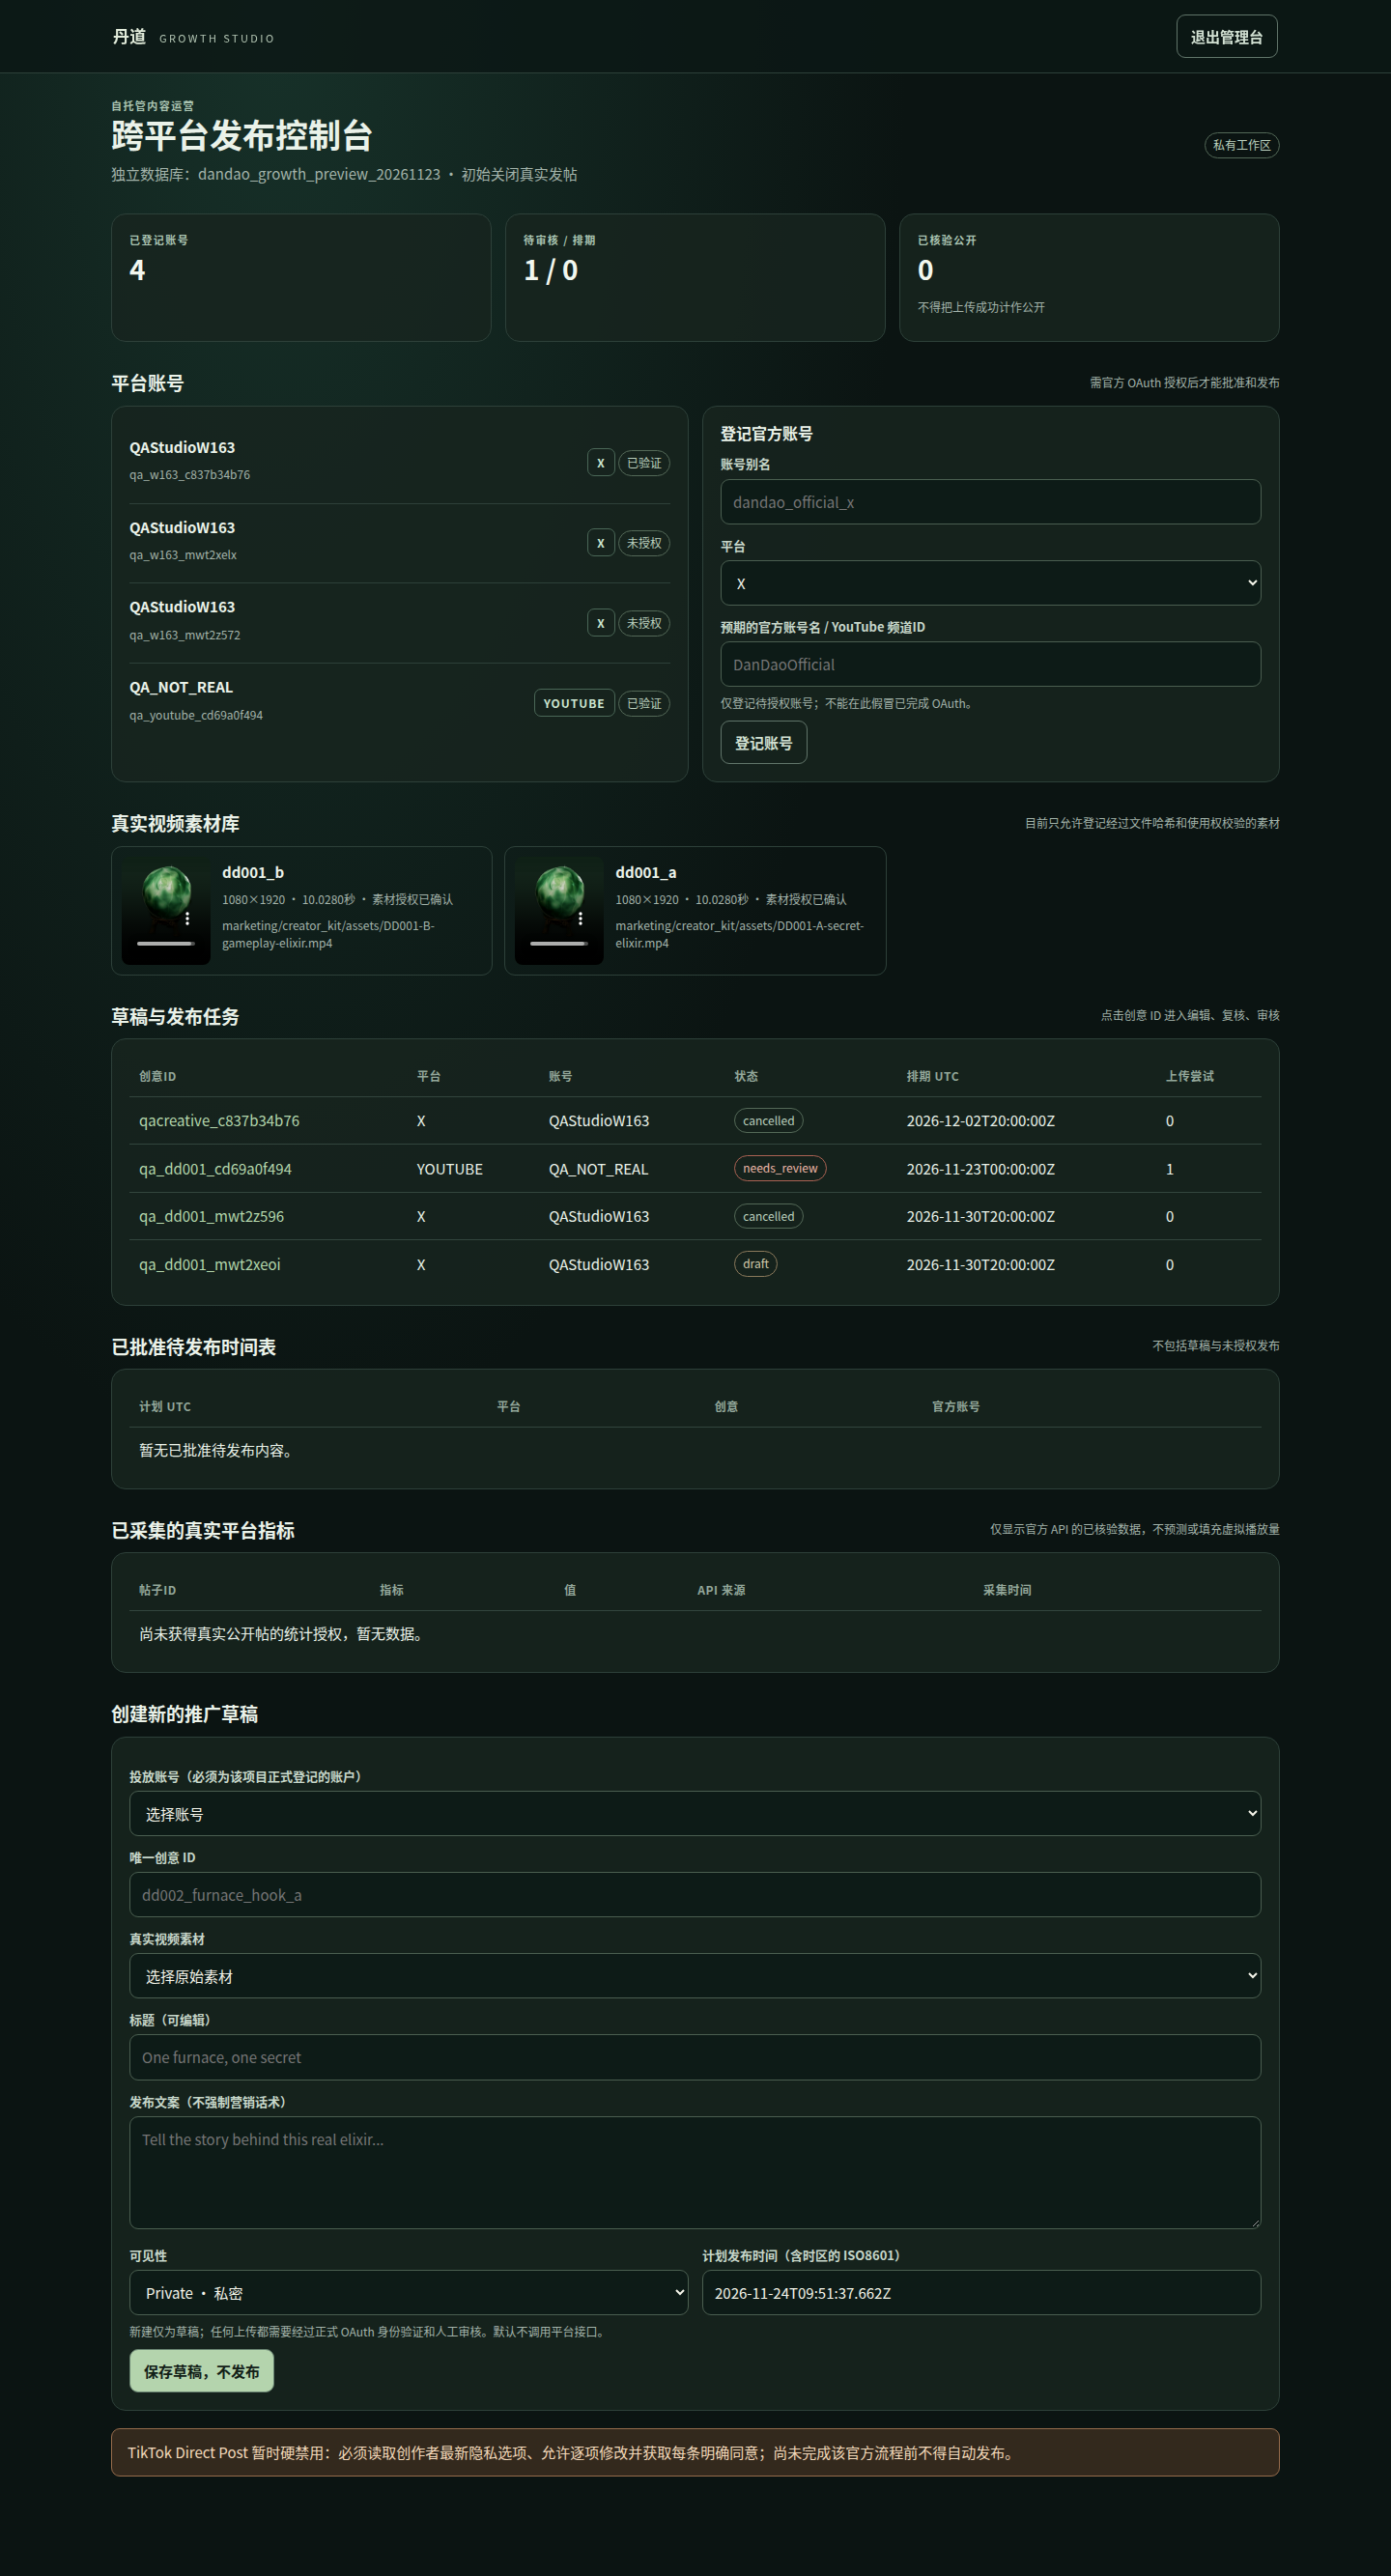 丹道 GROWTH STUDIO
退出管理台
自托管内容运营
跨平台发布控制台
私有工作区
独立数据库：dandao_growth_preview_20261123 · 初始关闭真实发帖
已登记账号
4
待审核 / 排期
1 / 0
已核验公开
0
不得把上传成功计作公开
平台账号
需官方 OAuth 授权后才能批准和发布
QAStudioW163
qa_w163_c837b34b76
X 已验证
QAStudioW163
qa_w163_mwt2xelx
X 未授权
QAStudioW163
qa_w163_mwt2z572
X 未授权
QA_NOT_REAL
qa_youtube_cd69a0f494
YOUTUBE 已验证
登记官方账号
账号别名
dandao_official_x
平台
X
预期的官方账号名 / YouTube 频道ID
DanDaoOfficial
仅登记待授权账号；不能在此假冒已完成 OAuth。
登记账号
真实视频素材库
目前只允许登记经过文件哈希和使用权校验的素材
dd001_b
1080×1920 · 10.0280秒 · 素材授权已确认
marketing/creator_kit/assets/DD001-B-
gameplay-elixir.mp4
dd001_a
1080×1920 · 10.0280秒 · 素材授权已确认
marketing/creator_kit/assets/DD001-A-secret-
elixir.mp4
草稿与发布任务
点击创意 ID 进入编辑、复核、审核
创意ID 平台 账号 状态 排期 UTC 上传尝试
qacreative_c837b34b76 X QAStudioW163 cancelled 2026-12-02T20:00:00Z 0
qa_dd001_cd69a0f494 YOUTUBE QA_NOT_REAL needs_review 2026-11-23T00:00:00Z 1
qa_dd001_mwt2z596 X QAStudioW163 cancelled 2026-11-30T20:00:00Z 0
qa_dd001_mwt2xeoi X QAStudioW163 draft 2026-11-30T20:00:00Z 0
已批准待发布时间表
不包括草稿与未授权发布
计划 UTC 平台 创意 官方账号
暂无已批准待发布内容。
已采集的真实平台指标
仅显示官方 API 的已核验数据，不预测或填充虚拟播放量
帖子ID 指标 值 API 来源 采集时间
尚未获得真实公开帖的统计授权，暂无数据。
创建新的推广草稿
投放账号（必须为该项目正式登记的账户）
选择账号
唯一创意 ID
dd002_furnace_hook_a
真实视频素材
选择原始素材
标题（可编辑）
One furnace, one secret
发布文案（不强制营销话术）
Tell the story behind this real elixir...
可见性
Private · 私密
计划发布时间（含时区的 ISO8601）
2026-11-24T09:51:37.662Z
新建仅为草稿；任何上传都需要经过正式 OAuth 身份验证和人工审核。默认不调用平台接口。
保存草稿，不发布
TikTok Direct Post 暂时硬禁用：必须读取创作者最新隐私选项、允许逐项修改并获取每条明确同意；尚未完成该官方流程前不得自动发布。